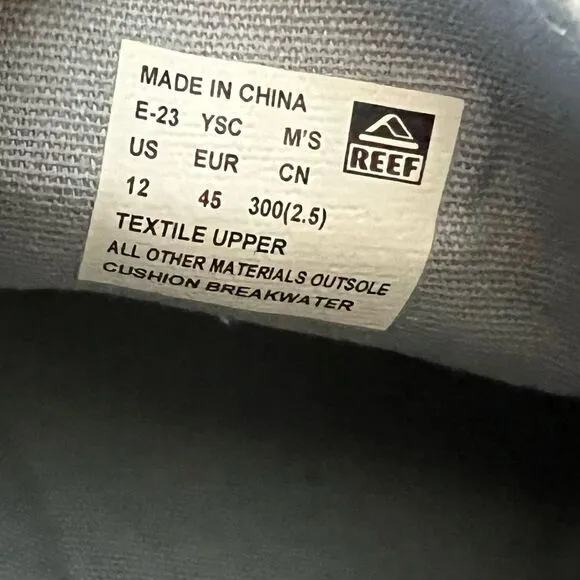 MADE IN CHINA
E-23 YSC M'S
US EUR CN
12 45 300(2.5)
TEXTILE UPPER
ALL OTHER MATERIALS OUTSOLE
CUSHION BREAKWATER
REEF